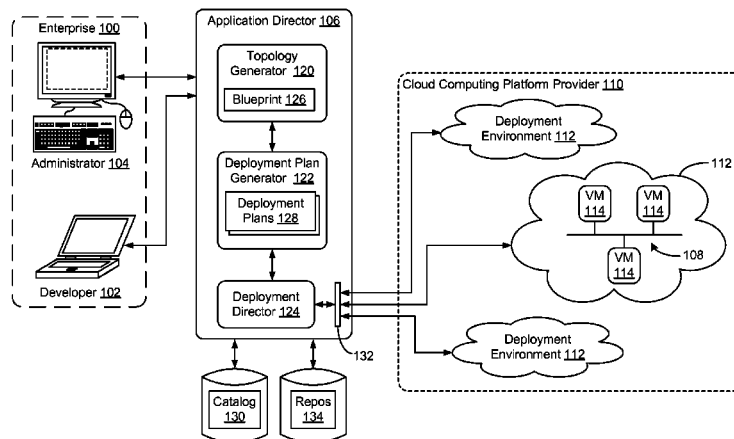 Enterprise 100
Administrator 104
Developer 102
Application Director 106
Topology
Generator 120
Blueprint 126
Deployment Plan
Generator 122
Deployment
Plans 128
Deployment
Director 124
132
Catalog
130
Repos
134
Cloud Computing Platform Provider 110
Deployment
Environment 112
112
VM
114
VM
114
VM
114
108
Deployment
Environment 112